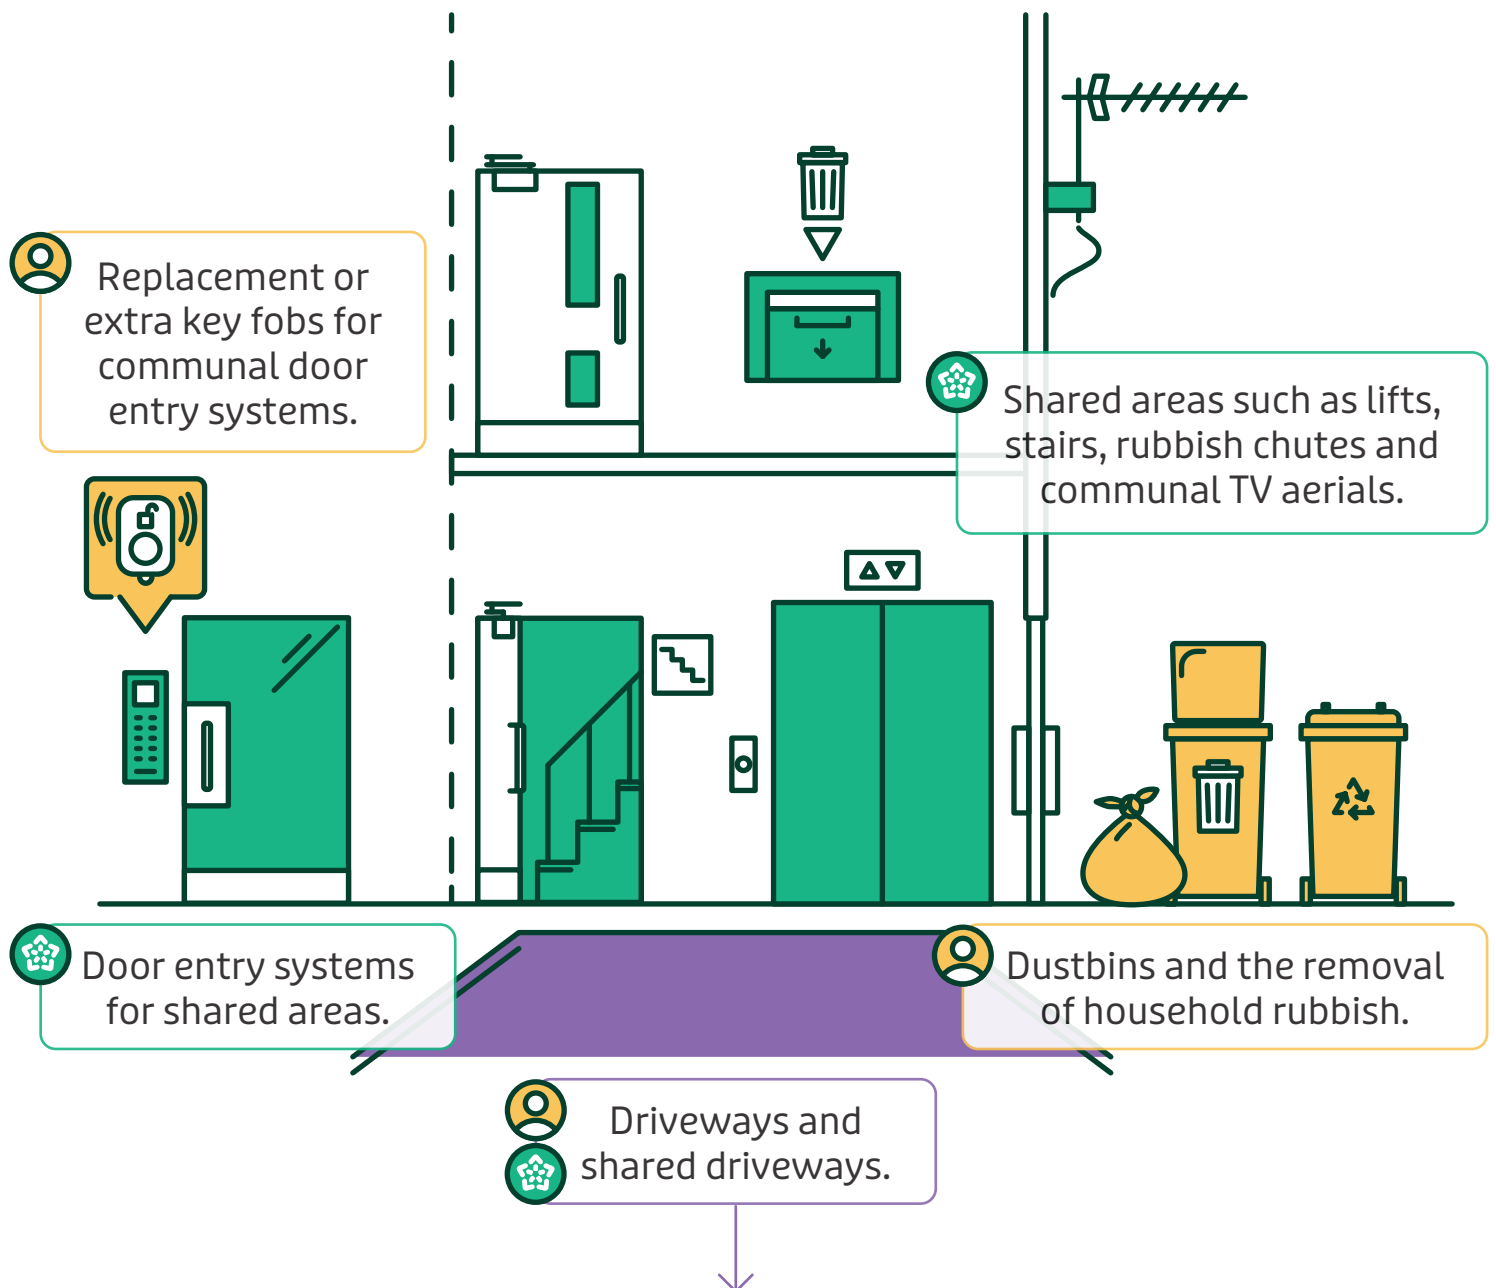 Replacement or
extra key fobs for
communal door
entry systems.
Shared areas such as lifts,
stairs, rubbish chutes and
communal TV aerials.
Door entry systems
for shared areas.
Dustbins and the removal
of household rubbish.
Driveways and
shared driveways.